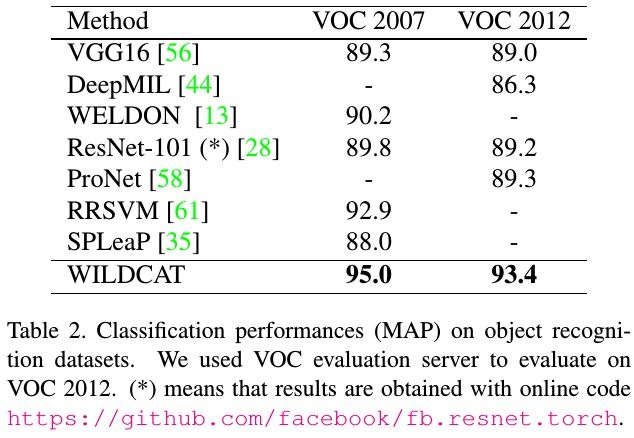 Method VOC 2007 VOC 2012
VGG16 [56] 89.3 89.0
DeepMIL [44] - 86.3
WELDON [13] 90.2 -
ResNet-101 (*) [28] 89.8 89.2
ProNet [58] - 89.3
RRSVM [61] 92.9 -
SPLeaP [35] 88.0 -
WILDCAT 95.0 93.4
Table 2. Classification performances (MAP) on object recogni-
tion datasets. We used VOC evaluation server to evaluate on
VOC 2012. (*) means that results are obtained with online code
https://github.com/facebook/fb.resnet.torch.